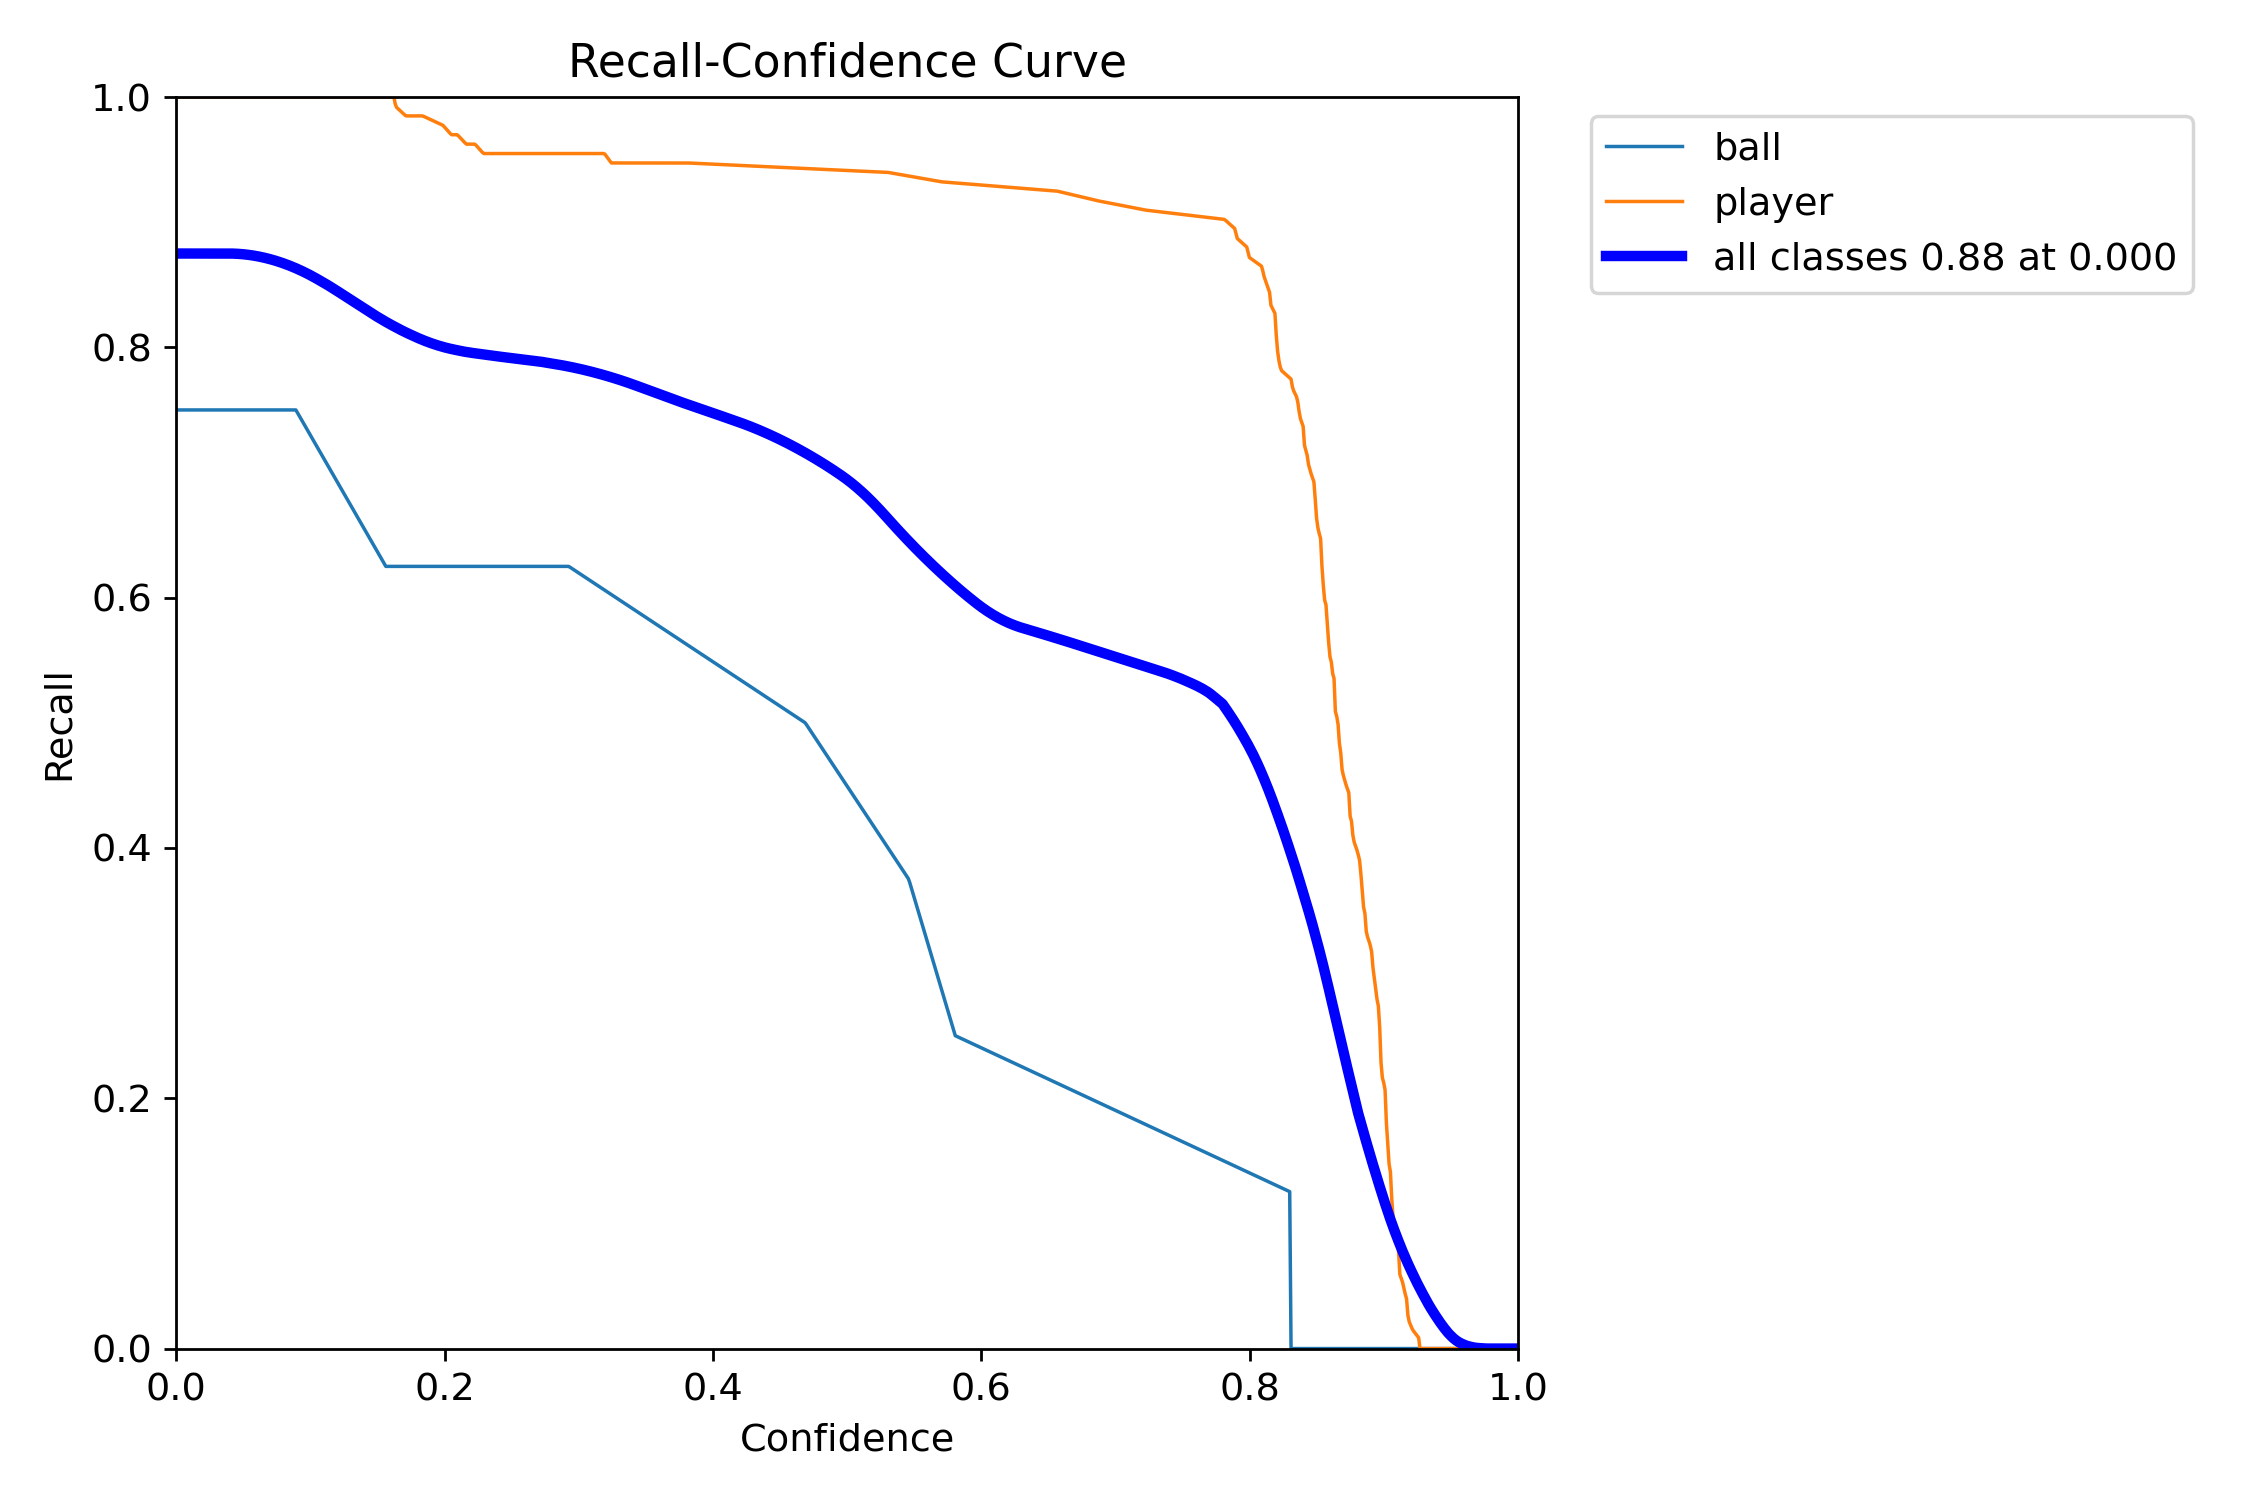 Recall-Confidence Curve
1.0
0.8
0.6
0.4
0.2
0.0
Recall
0.0 0.2 0.4 0.6 0.8 1.0
Confidence
ball
player
all classes 0.88 at 0.000